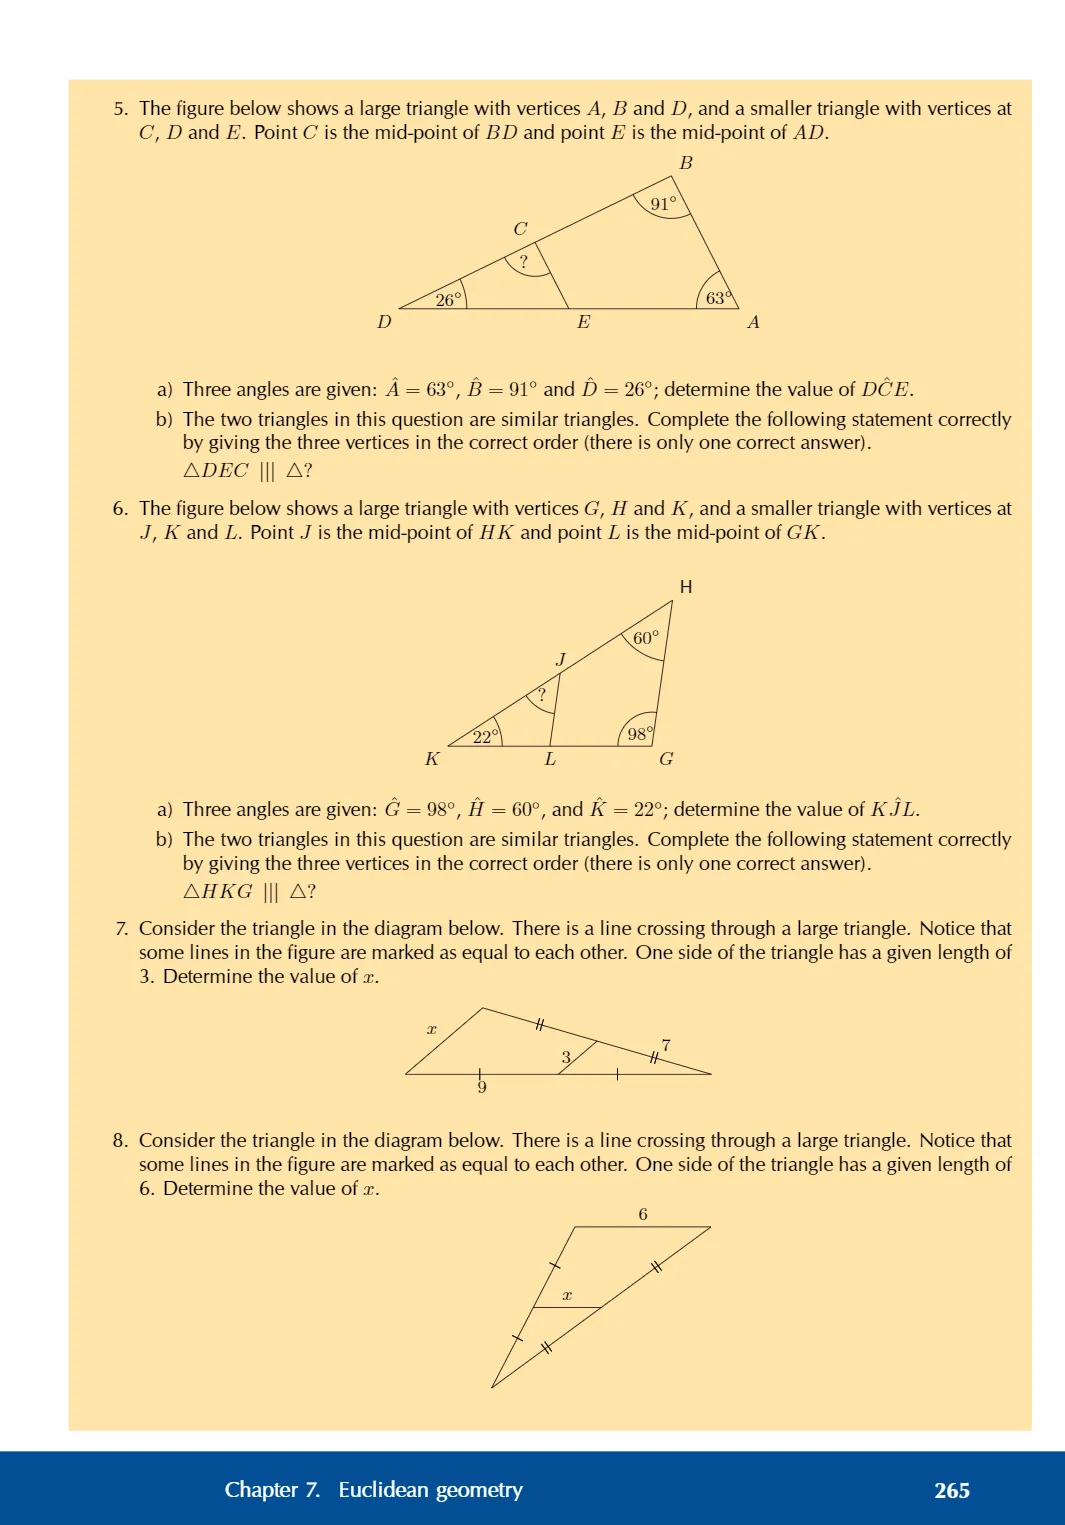 5. The figure below shows a large triangle with vertices A, B and D, and a smaller triangle with vertices at
C, D and E. Point C is the mid-point of BD and point E is the mid-point of AD.
B
91°
C
?
26°
63°
D
E
A
a) Three angles are given: Â = 63°, B̂ = 91° and D̂ = 26°; determine the value of DĈE.
b) The two triangles in this question are similar triangles. Complete the following statement correctly
by giving the three vertices in the correct order (there is only one correct answer).
△DEC ||| △?
6. The figure below shows a large triangle with vertices G, H and K, and a smaller triangle with vertices at
J, K and L. Point J is the mid-point of HK and point L is the mid-point of GK.
H
60°
J
?
22°
98°
K
L
G
a) Three angles are given: Ĝ = 98°, Ĥ = 60°, and K̂ = 22°; determine the value of KĴL.
b) The two triangles in this question are similar triangles. Complete the following statement correctly
by giving the three vertices in the correct order (there is only one correct answer).
△HKG ||| △?
7. Consider the triangle in the diagram below. There is a line crossing through a large triangle. Notice that
some lines in the figure are marked as equal to each other. One side of the triangle has a given length of
3. Determine the value of x.
x
7
3
9
8. Consider the triangle in the diagram below. There is a line crossing through a large triangle. Notice that
some lines in the figure are marked as equal to each other. One side of the triangle has a given length of
6. Determine the value of x.
6
x
Chapter 7. Euclidean geometry 265